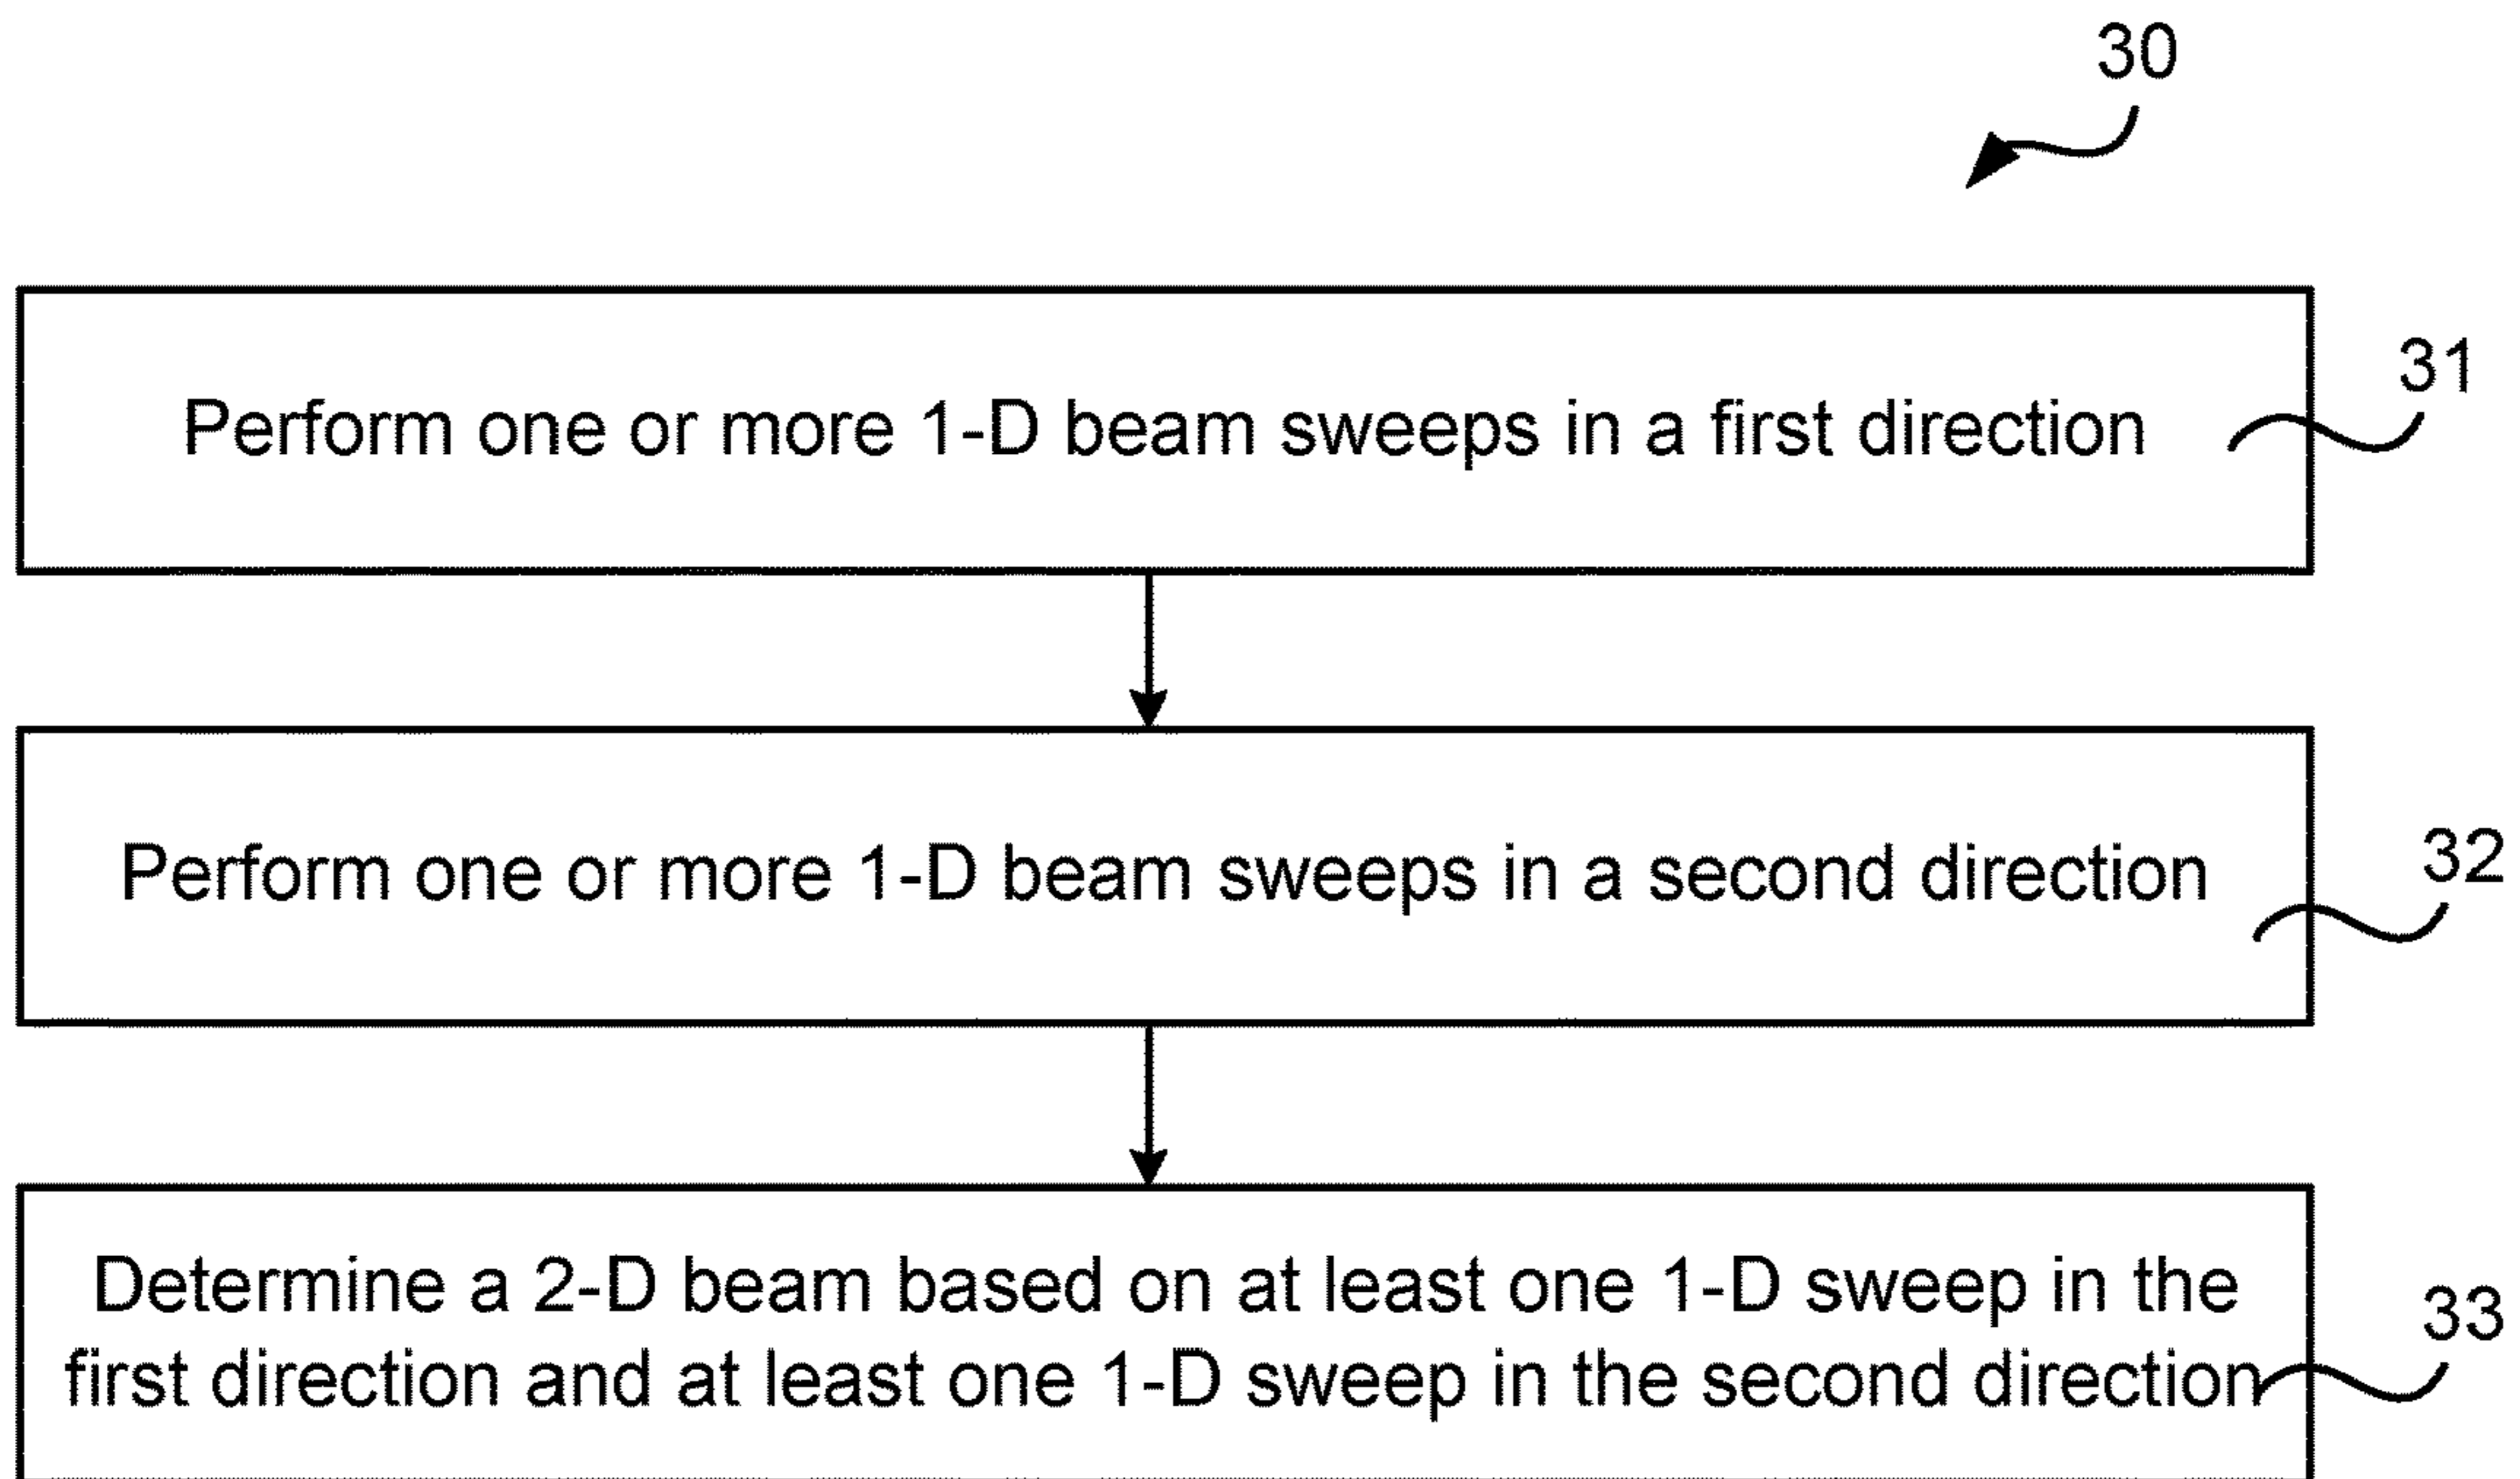 30
Perform one or more 1-D beam sweeps in a first direction
31
Perform one or more 1-D beam sweeps in a second direction
32
Determine a 2-D beam based on at least one 1-D sweep in the
first direction and at least one 1-D sweep in the second direction
33